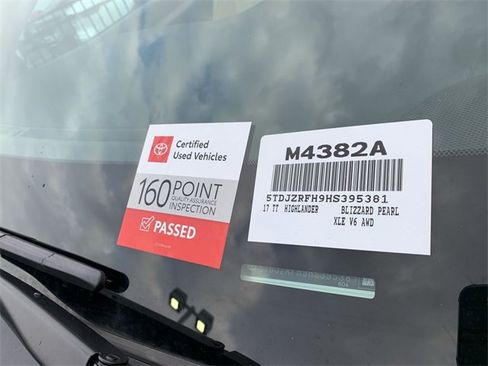 Certified
Used Vehicles
160 POINT
QUALITY ASSURANCE
INSPECTION
PASSED
M4382A
5TDJZRFH9HS395381
17 TT HIGHLANDER BLIZZARD PEARL
XLE V6 AWD